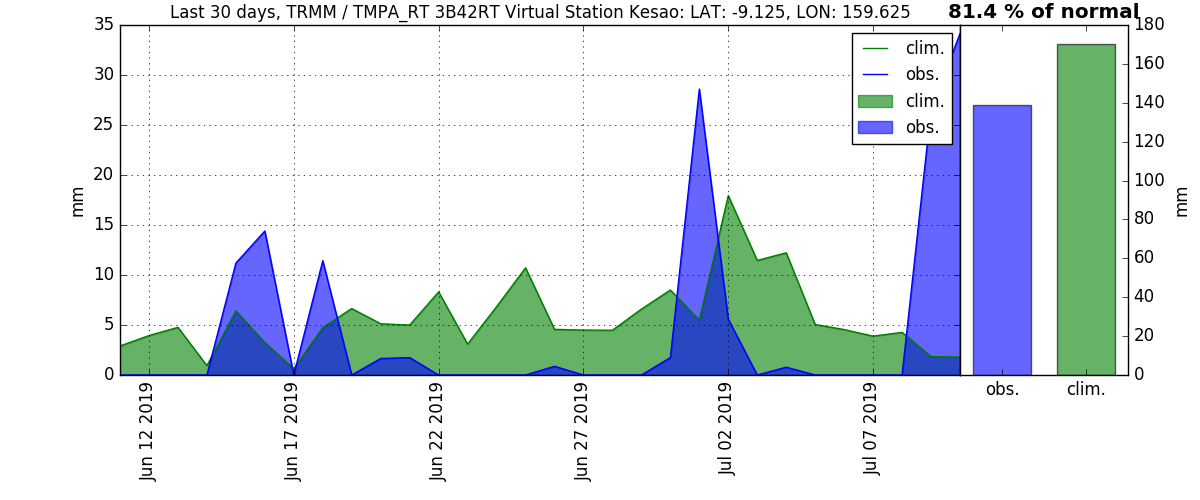 Last 30 days, TRMM / TMPA_RT 3B42RT Virtual Station Kesao: LAT: -9.125, LON: 159.625
81.4 % of normal
35
30
25
20
15
10
5
0
mm
clim.
obs.
clim.
obs.
Jun 12 2019
Jun 17 2019
Jun 22 2019
Jun 27 2019
Jul 02 2019
Jul 07 2019
180
160
140
120
100
80
60
40
20
0
mm
obs.
clim.